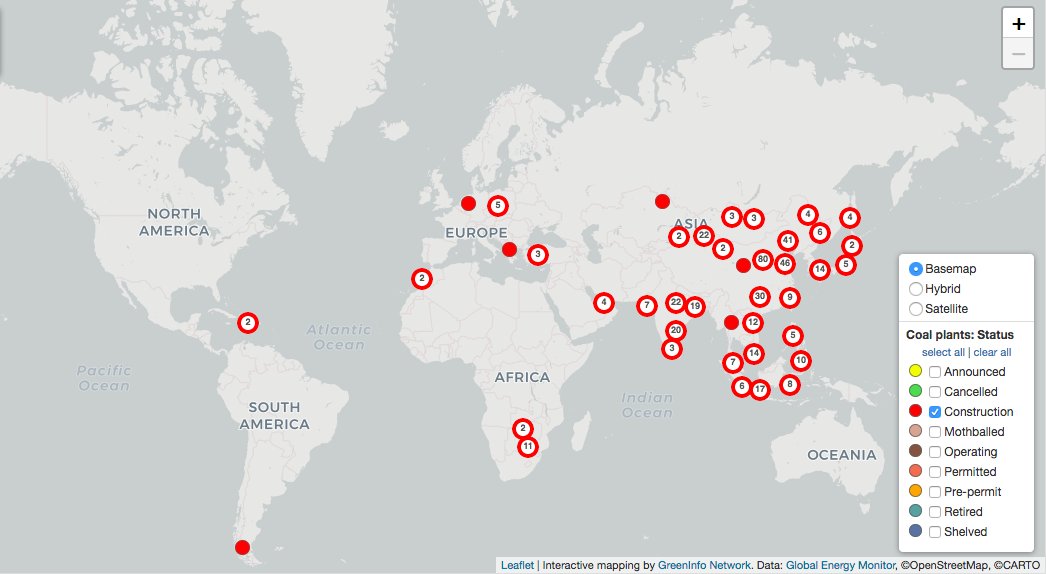 +
−
NORTH
AMERICA
EUROPE
ASIA
Atlantic
Ocean
Pacific
Ocean
AFRICA
SOUTH
AMERICA
Indian
Ocean
OCEANIA
5
3
2
2
2
11
4
7
22
19
20
3
2
22
2
3
3
4
6
4
2
5
41
80
46
14
30
9
12
5
14
7
10
6
17
8
Basemap
Hybrid
Satellite
Coal plants: Status
select all | clear all
Announced
Cancelled
Construction
Mothballed
Operating
Permitted
Pre-permit
Retired
Shelved
Leaflet | Interactive mapping by GreenInfo Network. Data: Global Energy Monitor, ©OpenStreetMap, ©CARTO